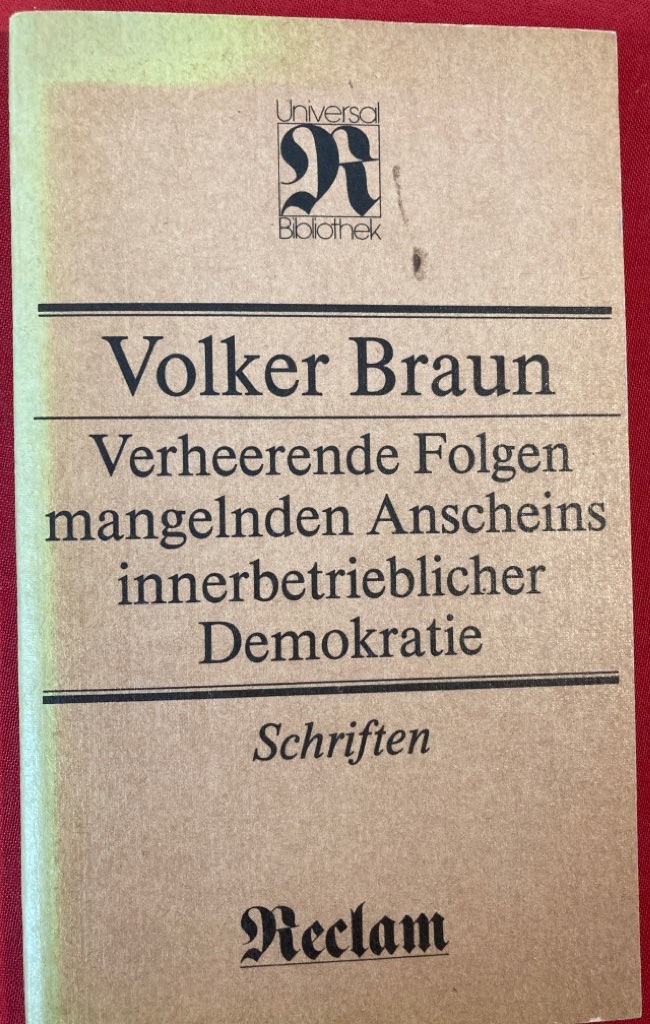 Universal
R
Bibliothek
Volker Braun
Verheerende Folgen
mangelnden Anscheins
innerbetrieblicher
Demokratie
Schriften
Reclam